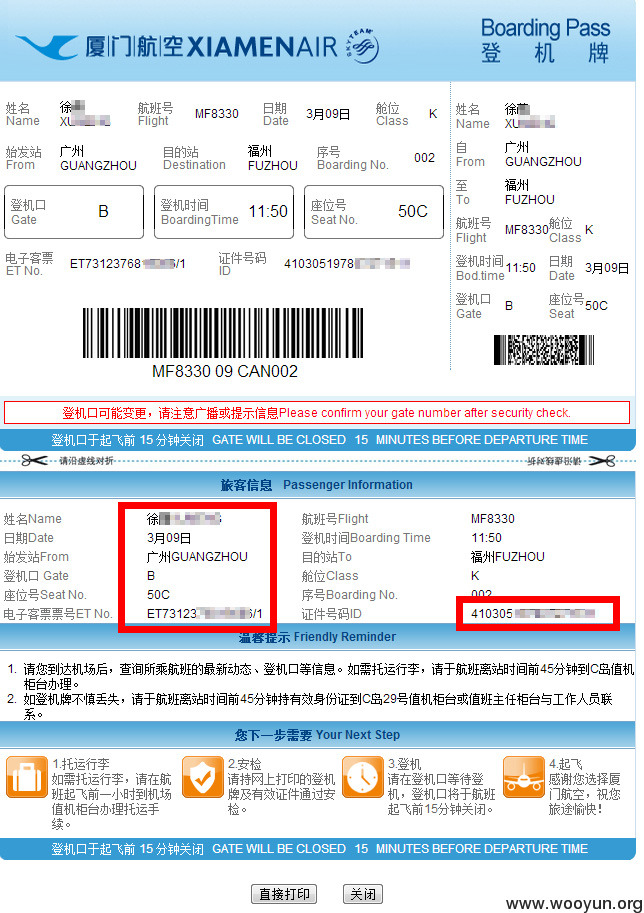 厦门航空 XIAMENAIR SKYTEAM
Boarding Pass
登机牌
姓名 徐 航班号 MF8330 日期 3月09日 舱位 K
Name XU Flight Date Class
始发站 广州 目的站 福州 序号 002
From GUANGZHOU Destination FUZHOU Boarding No.
登机口 B 登机时间 11:50 座位号 50C
Gate BoardingTime Seat No.
电子客票 ET73123768 /1 证件号码 4103051978
ET No. ID
MF8330 09 CAN002
姓名 徐
Name XU
自 广州
From GUANGZHOU
至 福州
To FUZHOU
航班号 MF8330 舱位 K
Flight Class
登机时间 11:50 日期 3月09日
Bod.time Date
登机口 B 座位号 50C
Gate Seat
登机口可能变更，请注意广播或提示信息Please confirm your gate number after security check.
登机口于起飞前 15 分钟关闭 GATE WILL BE CLOSED 15 MINUTES BEFORE DEPARTURE TIME
请沿虚线对折 请沿虚线对折
旅客信息 Passenger Information
姓名Name 徐 航班号Flight MF8330
日期Date 3月09日 登机时间Boarding Time 11:50
始发站From 广州GUANGZHOU 目的站To 福州FUZHOU
登机口 Gate B 舱位Class K
座位号Seat No. 50C 序号Boarding No. 002
电子客票票号ET No. ET73123 /1 证件号码ID 410305
温馨提示 Friendly Reminder
1. 请您到达机场后，查询所乘航班的最新动态、登机口等信息。如需托运行李，请于航班离站时间前45分钟到C岛值机
柜台办理。
2. 如登机牌不慎丢失，请于航班离站时间前45分钟持有效身份证到C岛29号值机柜台或值班主任柜台与工作人员联
系。
您下一步需要 Your Next Step
1.托运行李
如需托运行李，请在航
班起飞前一小时到机场
值机柜台办理托运手
续。
2.安检
请持网上打印的登机
牌及有效证件通过安
检。
3.登机
请在登机口等待登
机，登机口将于航班
起飞前15分钟关闭。
4.起飞
感谢您选择厦
门航空，祝您
旅途愉快！
登机口于起飞前 15 分钟关闭 GATE WILL BE CLOSED 15 MINUTES BEFORE DEPARTURE TIME
直接打印 关闭
www.wooyun.org